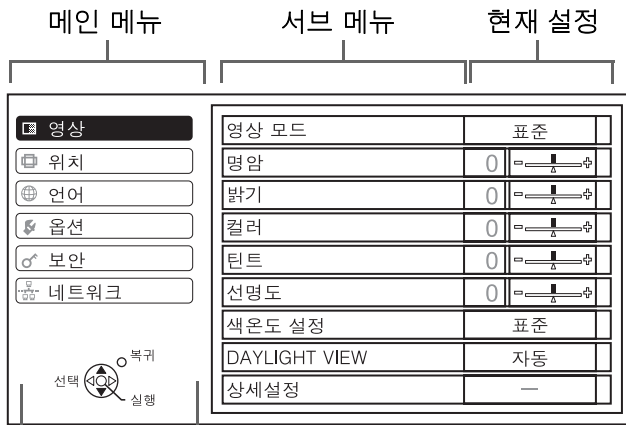 메인 메뉴
서브 메뉴
현재 설정
영상
위치
언어
옵션
보안
네트워크
복귀
선택
실행
영상 모드 표준
명암 0 - +
밝기 0 - +
컬러 0 - +
틴트 0 - +
선명도 0 - +
색온도 설정 표준
DAYLIGHT VIEW 자동
상세설정 —